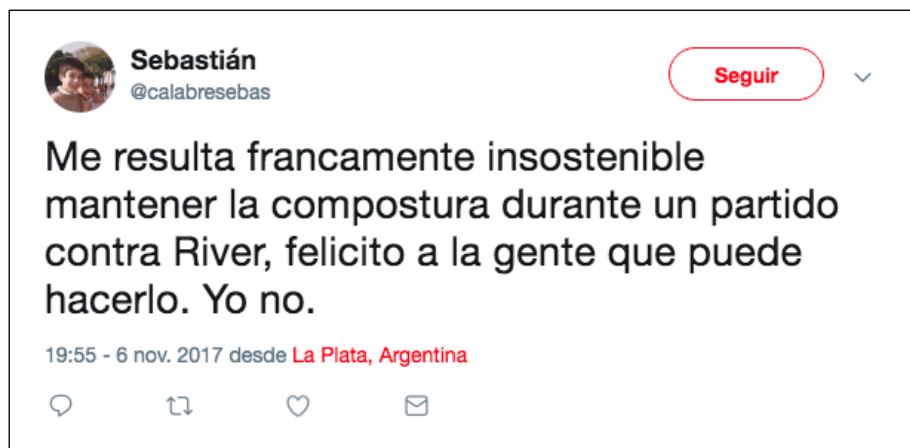 Sebastián
@calabresebas
Seguir
Me resulta francamente insostenible
mantener la compostura durante un partido
contra River, felicito a la gente que puede
hacerlo. Yo no.
19:55 - 6 nov. 2017 desde La Plata, Argentina